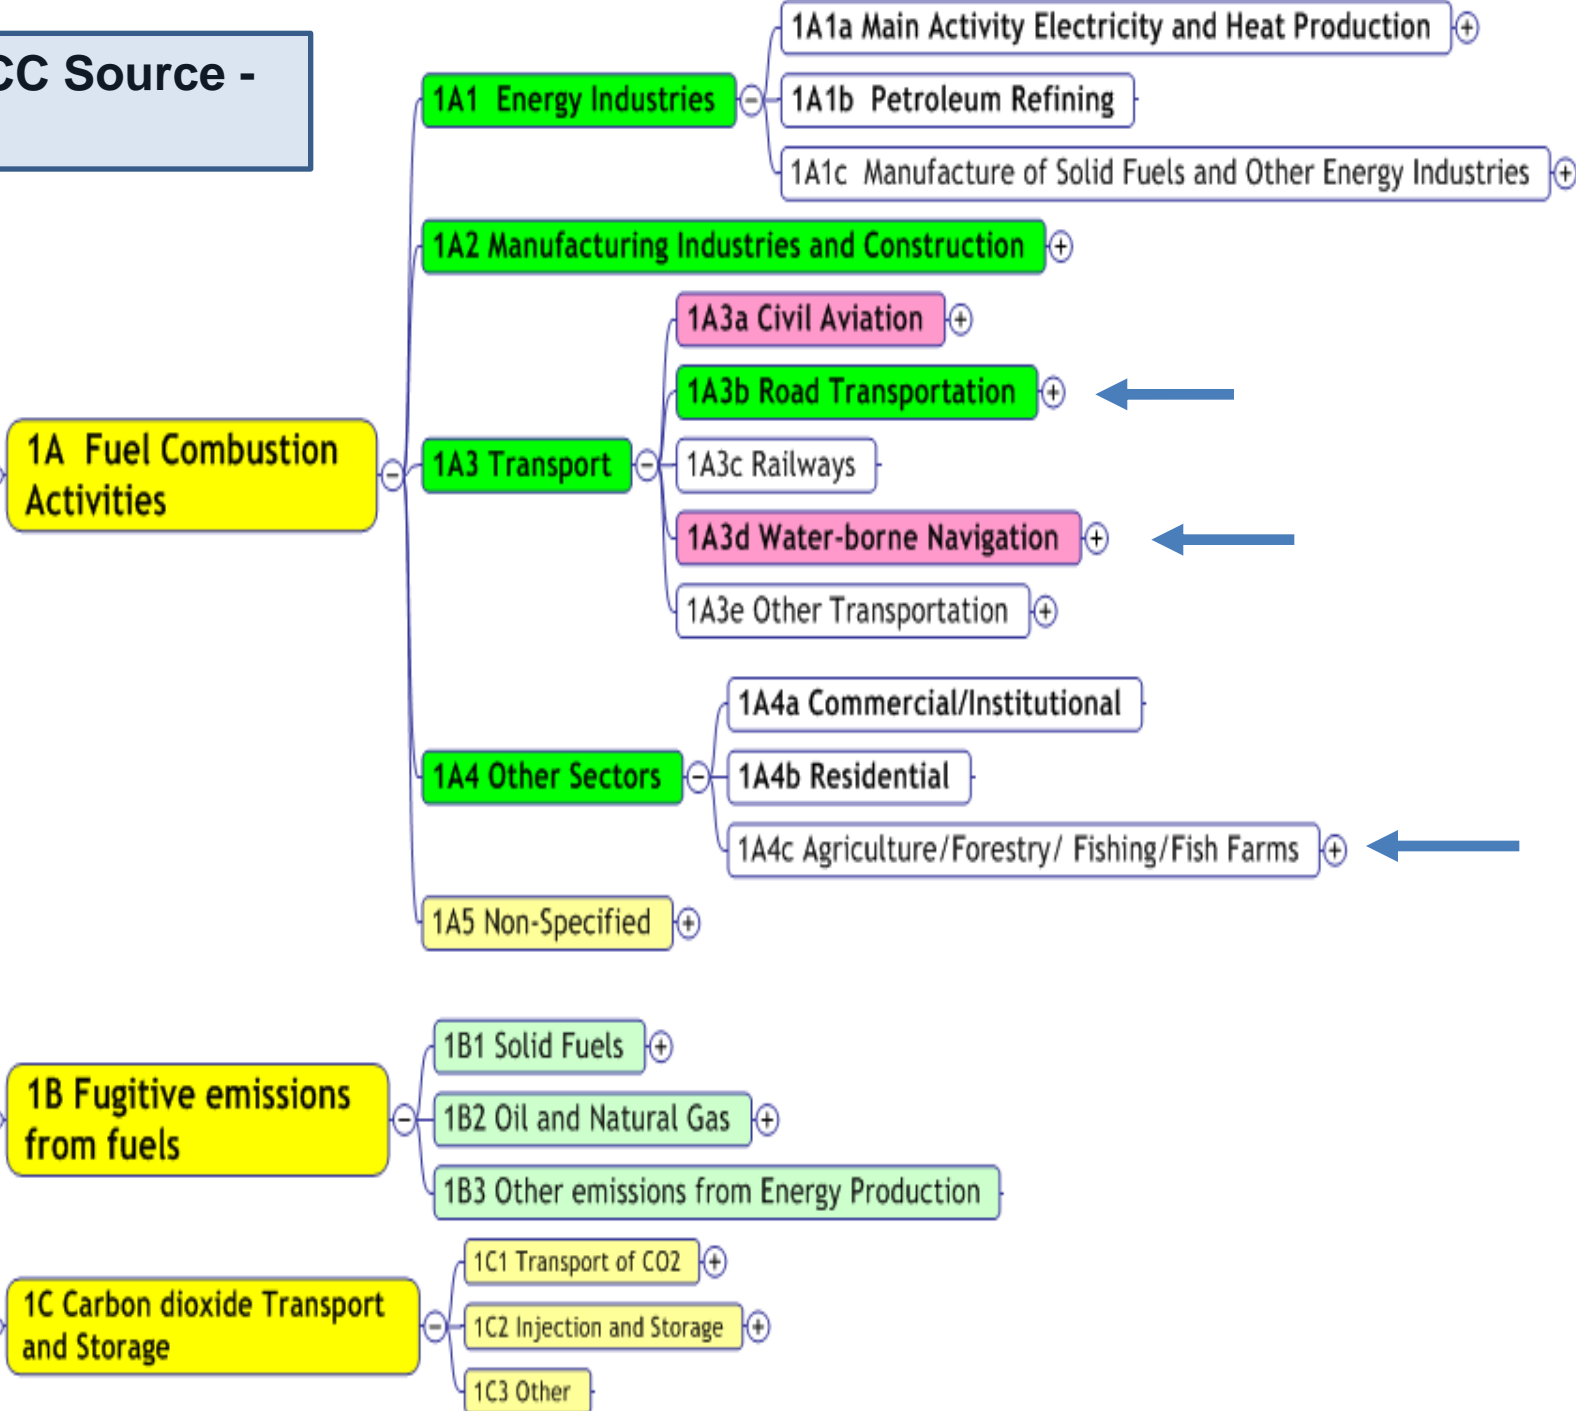 CC Source -
1A1a Main Activity Electricity and Heat Production
1A1 Energy Industries
1A1b Petroleum Refining
1A1c Manufacture of Solid Fuels and Other Energy Industries
1A2 Manufacturing Industries and Construction
1A3a Civil Aviation
1A3b Road Transportation
1A Fuel Combustion
Activities
1A3 Transport
1A3c Railways
1A3d Water-borne Navigation
1A3e Other Transportation
1A4a Commercial/Institutional
1A4 Other Sectors
1A4b Residential
1A4c Agriculture/Forestry/ Fishing/Fish Farms
1A5 Non-Specified
1B1 Solid Fuels
1B Fugitive emissions
from fuels
1B2 Oil and Natural Gas
1B3 Other emissions from Energy Production
1C1 Transport of CO2
1C Carbon dioxide Transport
and Storage
1C2 Injection and Storage
1C3 Other